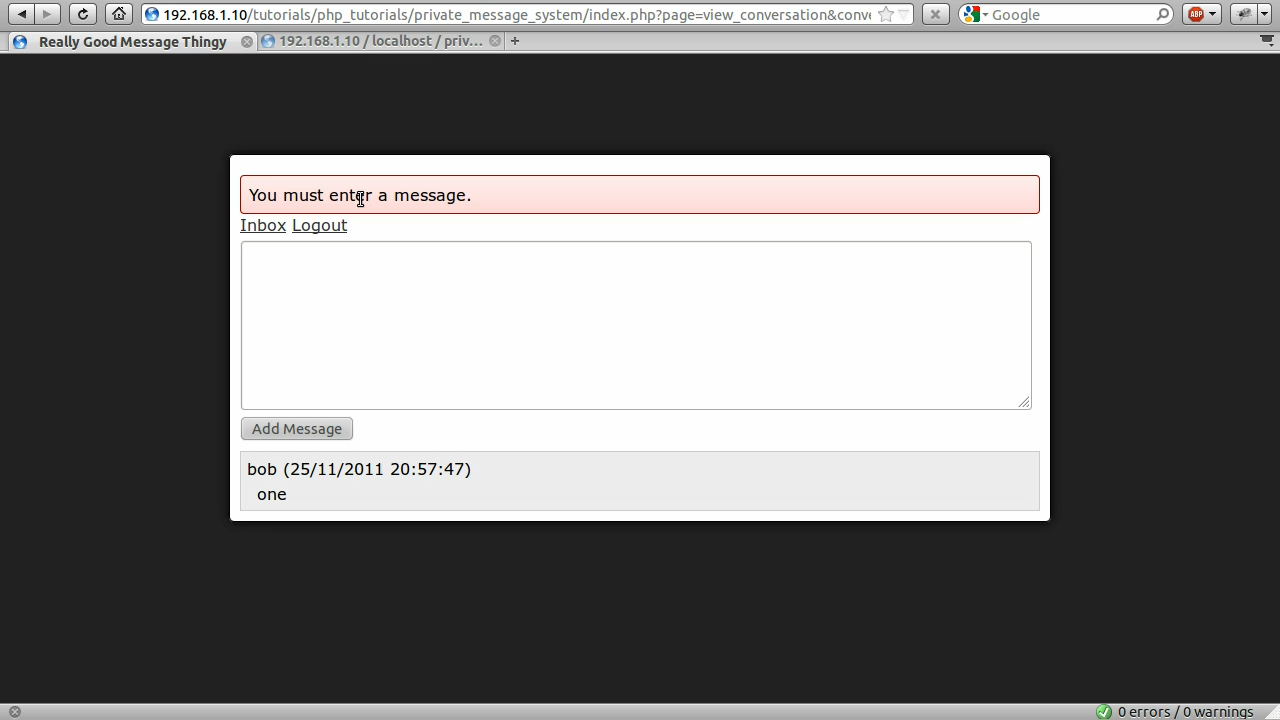 192.168.1.10/tutorials/php_tutorials/private_message_system/index.php?page=view_conversation&conve
Google
ABP
Really Good Message Thingy
192.168.1.10 / localhost / priv...
You must enter a message.
Inbox Logout
Add Message
bob (25/11/2011 20:57:47)
one
0 errors / 0 warnings